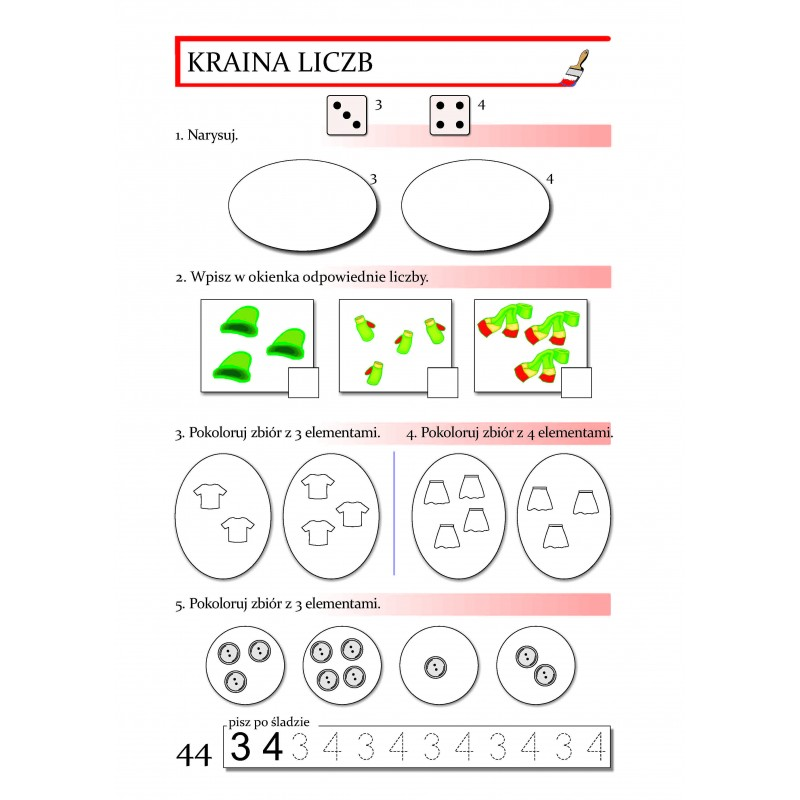 KRAINA LICZB
3 4
1. Narysuj.
3 4
2. Wpisz w okienka odpowiednie liczby.
3. Pokoloruj zbiór z 3 elementami. 4. Pokoloruj zbiór z 4 elementami.
5. Pokoloruj zbiór z 3 elementami.
pisz po śladzie
44 3 4 3 4 3 4 3 4 3 4 3 4